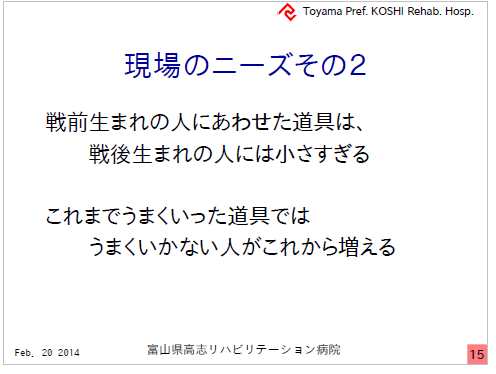 Toyama Pref. KOSHI Rehab. Hosp.
現場のニーズその2
戦前生まれの人にあわせた道具は、
戦後生まれの人には小さすぎる
これまでうまくいった道具では
うまくいかない人がこれから増える
Feb. 20 2014
富山県高志リハビリテーション病院
15